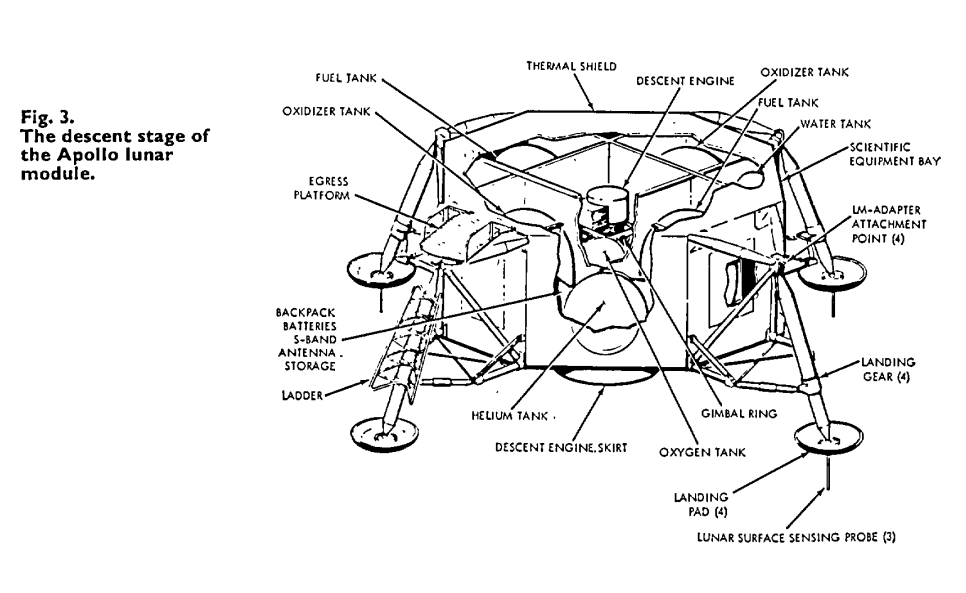 Fig. 3.
The descent stage of
the Apollo lunar
module.
FUEL TANK
THERMAL SHIELD
DESCENT ENGINE
OXIDIZER TANK
OXIDIZER TANK
FUEL TANK
WATER TANK
SCIENTIFIC
EQUIPMENT BAY
EGRESS
PLATFORM
LM-ADAPTER
ATTACHMENT
POINT (4)
BACKPACK
BATTERIES
S-BAND
ANTENNA.
STORAGE
LADDER
LANDING
GEAR (4)
HELIUM TANK.
GIMBAL RING
DESCENT ENGINE.SKIRT
OXYGEN TANK
LANDING
PAD (4)
LUNAR SURFACE SENSING PROBE (3)